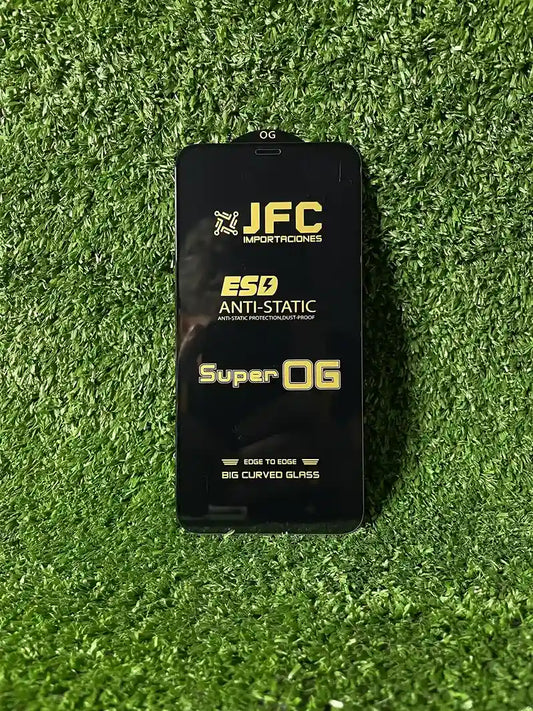 OG
JFC
IMPORTACIONES
ESD
ANTI-STATIC
ANTI-STATIC PROTECTION,DUST-PROOF
Super OG
EDGE TO EDGE
BIG CURVED GLASS